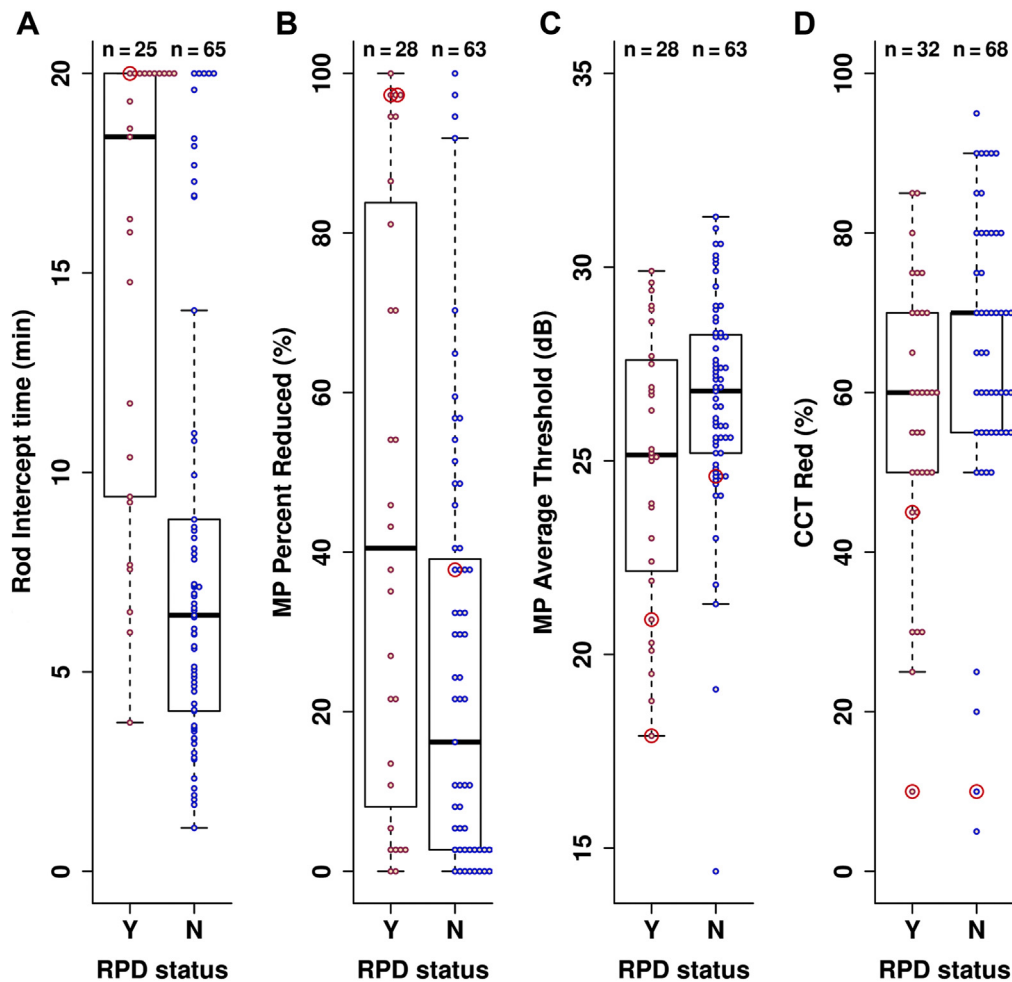 A
n = 25 n = 65
Rod Intercept time (min)
20
15
10
5
0
Y N
RPD status
B
n = 28 n = 63
MP Percent Reduced (%)
100
80
60
40
20
0
Y N
RPD status
C
n = 28 n = 63
MP Average Threshold (dB)
35
30
25
20
15
Y N
RPD status
D
n = 32 n = 68
CCT Red (%)
100
80
60
40
20
0
Y N
RPD status